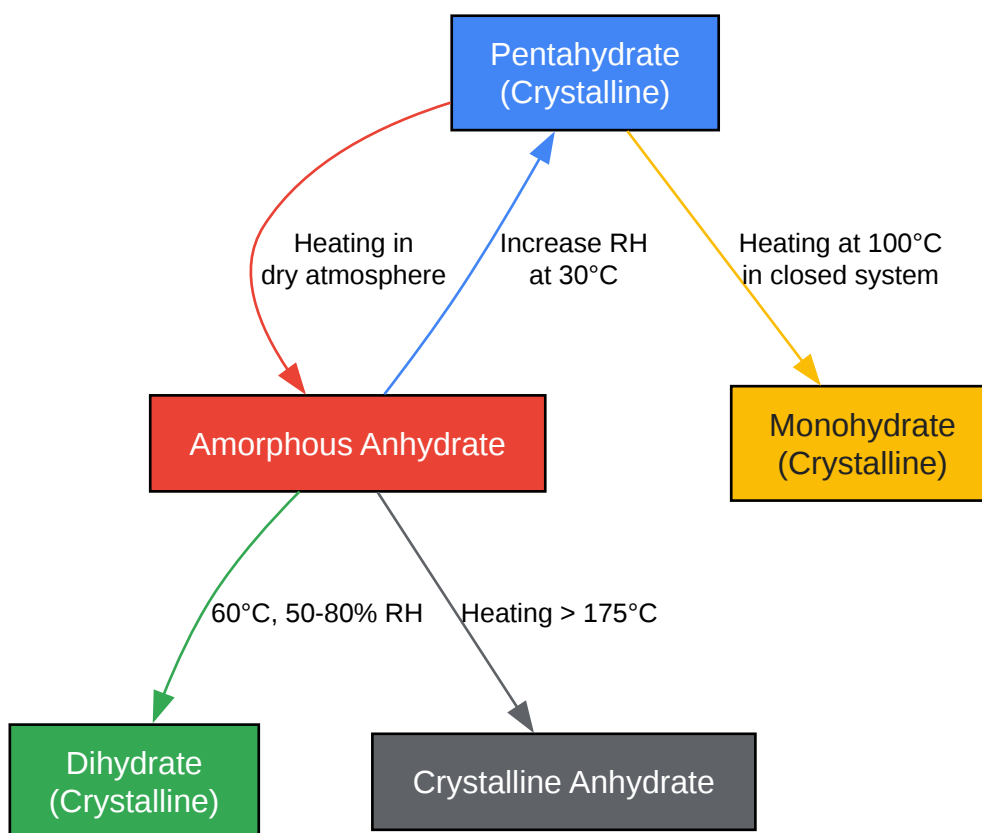 Pentahydrate
(Crystalline)
Heating in
dry atmosphere
Increase RH
at 30°C
Heating at 100°C
in closed system
Amorphous Anhydrate
Monohydrate
(Crystalline)
60°C, 50-80% RH
Heating > 175°C
Dihydrate
(Crystalline)
Crystalline Anhydrate